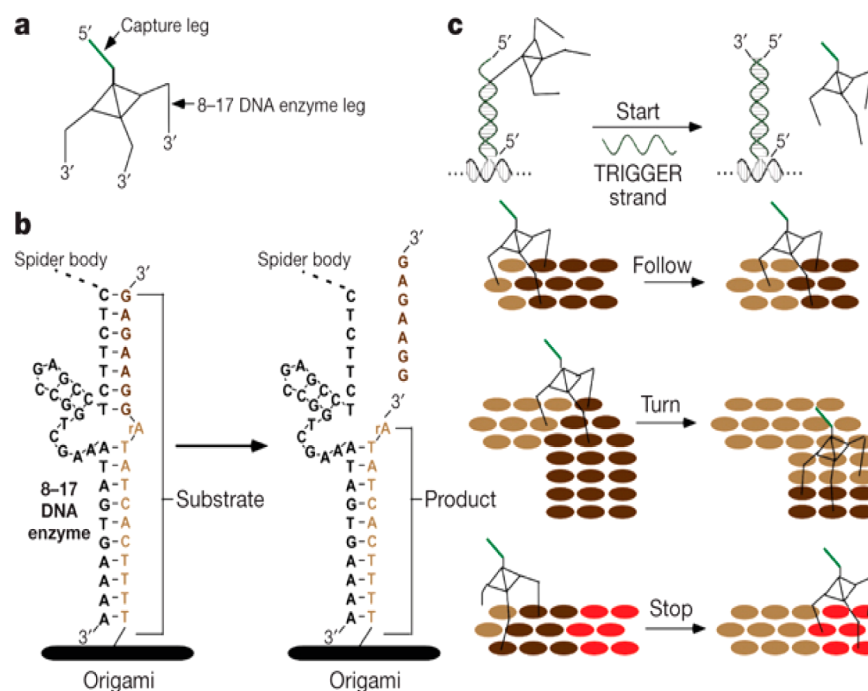 a
5′
Capture leg
8–17 DNA enzyme leg
3′
3′
3′
b
Spider body
3′
C G
T A
C G
T A
T A
C G
T G
rA
G A G C C
C C G
T
C
G A A A T
T A
A T
T A
G C
T A
G C
A T
A T
A T
A T
8–17
DNA
enzyme
Substrate
3′
Origami
Spider body
3′
G
A
G
A
A
G
G
3′
C
T
C
T
T
C
T
rA
G A G C C
C C G
T
C
G A A A T
T A
A T
T A
G C
T A
G C
A T
A T
A T
A T
Product
3′
Origami
c
5′
5′
Start
TRIGGER
strand
3′
5′
5′
Follow
Turn
Stop